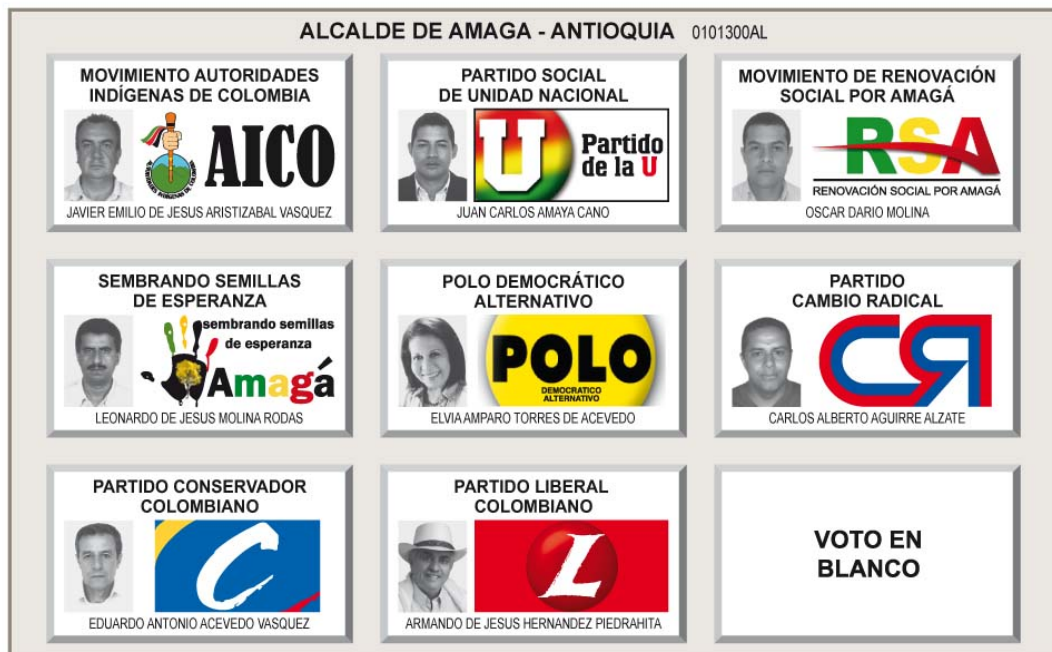 ALCALDE DE AMAGA - ANTIOQUIA 0101300AL
MOVIMIENTO AUTORIDADES
INDÍGENAS DE COLOMBIA
AICO
JAVIER EMILIO DE JESUS ARISTIZABAL VASQUEZ
PARTIDO SOCIAL
DE UNIDAD NACIONAL
U
Partido
de la U
JUAN CARLOS AMAYA CANO
MOVIMIENTO DE RENOVACIÓN
SOCIAL POR AMAGÁ
RSA
RENOVACIÓN SOCIAL POR AMAGÁ
OSCAR DARIO MOLINA
SEMBRANDO SEMILLAS
DE ESPERANZA
sembrando semillas
de esperanza
Amagá
LEONARDO DE JESUS MOLINA RODAS
POLO DEMOCRÁTICO
ALTERNATIVO
POLO
DEMOCRATICO
ALTERNATIVO
ELVIA AMPARO TORRES DE ACEVEDO
PARTIDO
CAMBIO RADICAL
CR
CARLOS ALBERTO AGUIRRE ALZATE
PARTIDO CONSERVADOR
COLOMBIANO
C
EDUARDO ANTONIO ACEVEDO VASQUEZ
PARTIDO LIBERAL
COLOMBIANO
L
ARMANDO DE JESUS HERNANDEZ PIEDRAHITA
VOTO EN
BLANCO